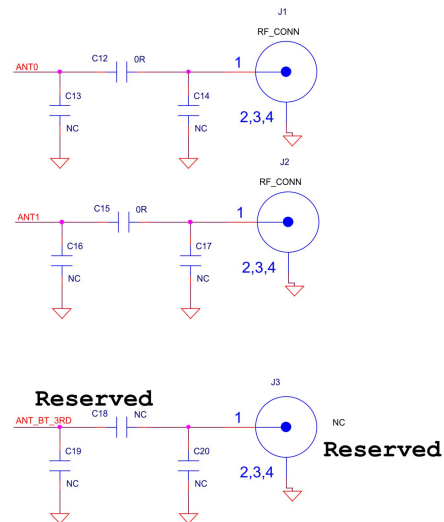 J1
RF_CONN
C12 0R
ANT0
1
C13
C14
NC
NC
2,3,4
J2
RF_CONN
C15 0R
ANT1
1
C16
C17
NC
NC
2,3,4
J3
Reserved
C18 NC
ANT_BT_3RD
1
NC
Reserved
C19
C20
2,3,4
NC
NC